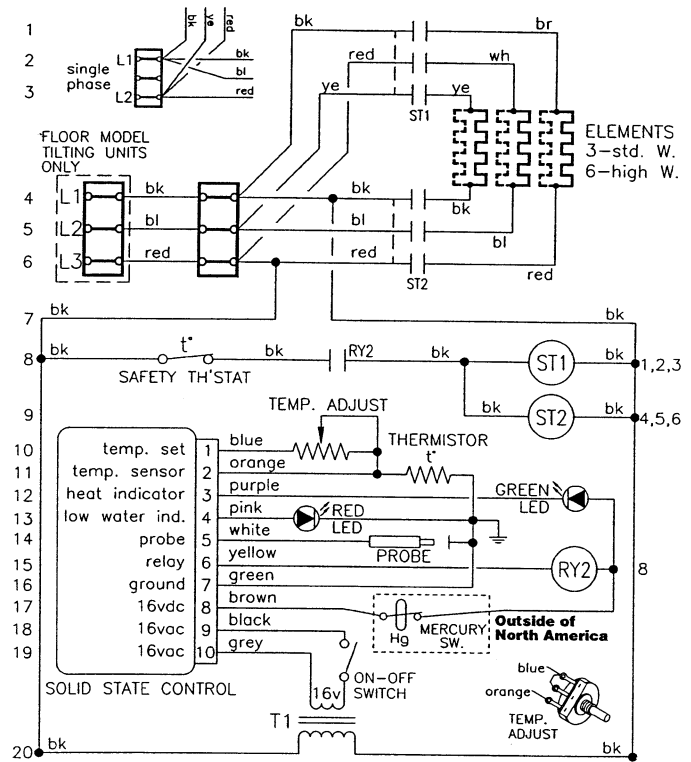 1
bk
ye
red
bk
br
2
L1
bk
red
wh
single
phase
bl
3
L2
red
ye
ye
ST1
FLOOR MODEL
TILTING UNITS
ONLY
ELEMENTS
3-std. W.
6-high W.
4
L1
bk
bk
bk
5
L2
bl
bl
bl
6
L3
red
red
red
ST2
7
bk
bk
8
bk
t°
bk
RY2
bk
ST1
1,2,3
SAFETY TH'STAT
9
TEMP. ADJUST
bk
ST2
bk
4,5,6
10
temp. set
1
blue
THERMISTOR
t°
11
temp. sensor
2
orange
12
heat indicator
3
purple
GREEN
LED
13
low water ind.
4
pink
RED
LED
14
probe
5
white
PROBE
15
relay
6
yellow
RY2
8
16
ground
7
green
17
16vdc
8
brown
Hg
MERCURY
SW.
Outside of
North America
18
16vac
9
black
19
16vac
10
grey
ON-OFF
SWITCH
SOLID STATE CONTROL
16v
T1
blue
orange
TEMP.
ADJUST
20
bk
bk